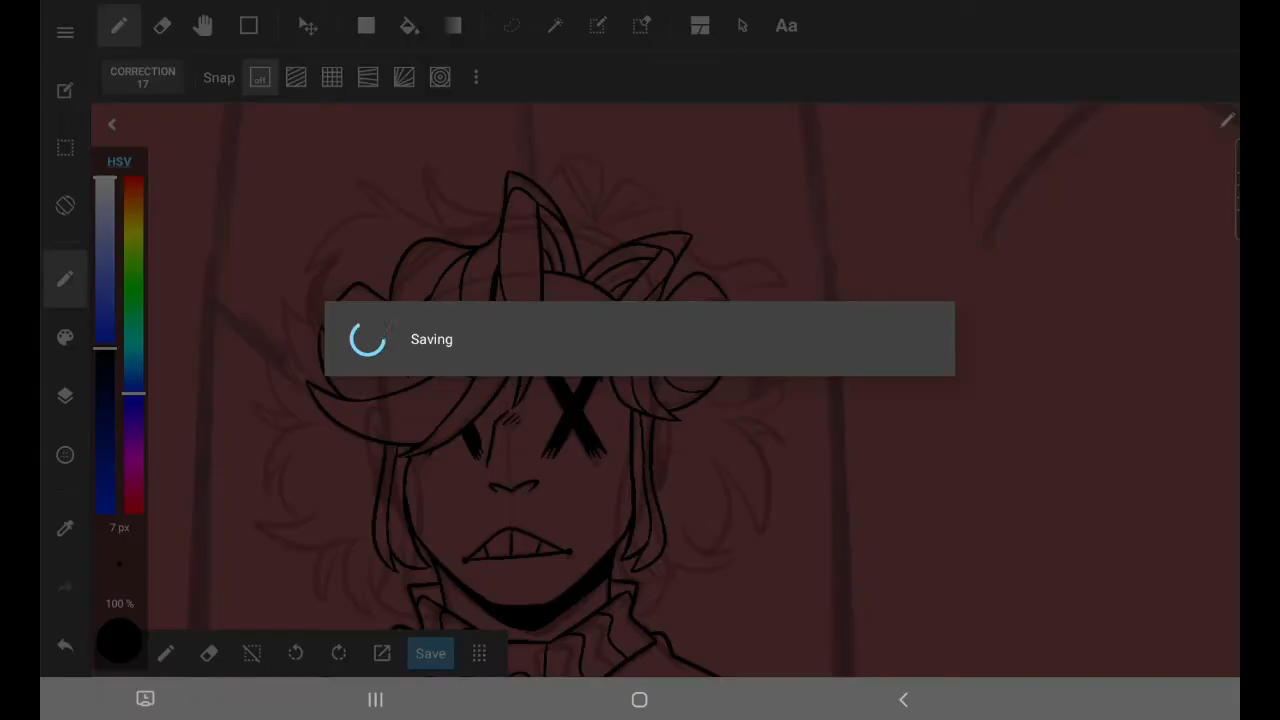 Aa
CORRECTION
17
Snap
off
HSV
Saving
7 px
100 %
Save